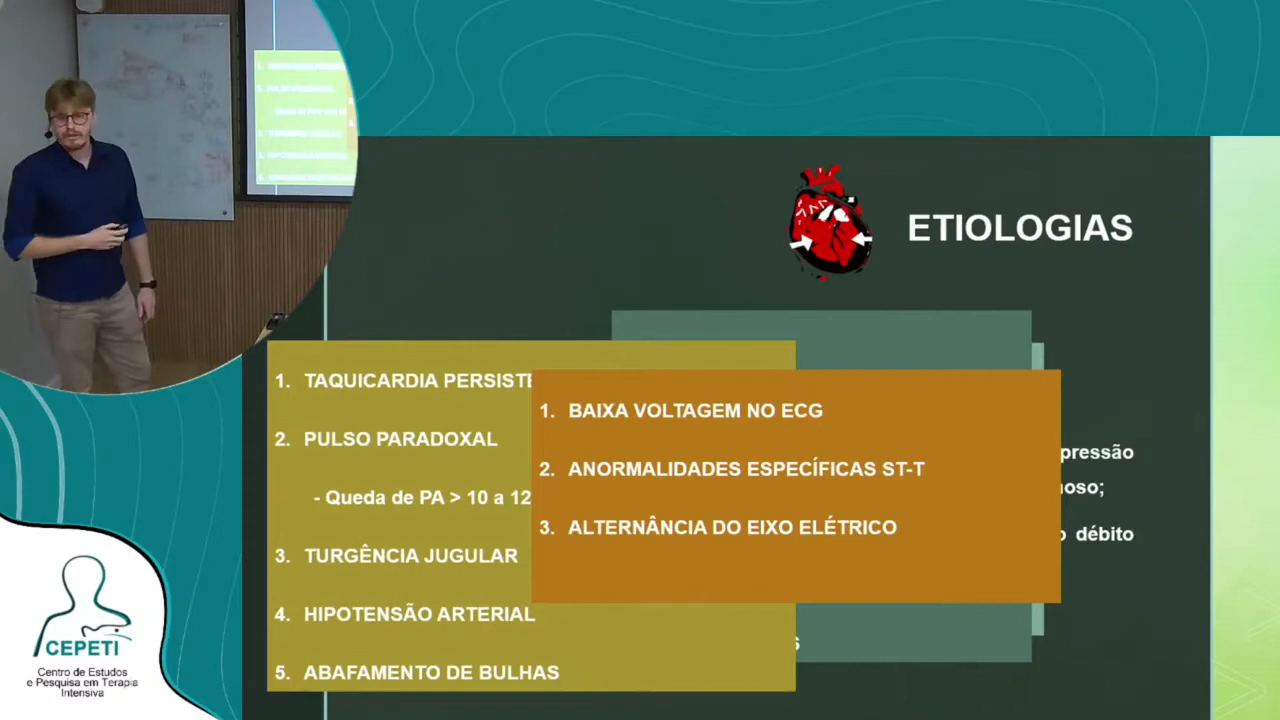 ETIOLOGIAS
1. TAQUICARDIA PERSISTE
2. PULSO PARADOXAL
- Queda de PA > 10 a 12
3. TURGÊNCIA JUGULAR
4. HIPOTENSÃO ARTERIAL
5. ABAFAMENTO DE BULHAS
1. BAIXA VOLTAGEM NO ECG
2. ANORMALIDADES ESPECÍFICAS ST-T
3. ALTERNÂNCIA DO EIXO ELÉTRICO
pressão
noso;
débito
CEPETI
Centro de Estudos
e Pesquisa em Terapia
Intensiva